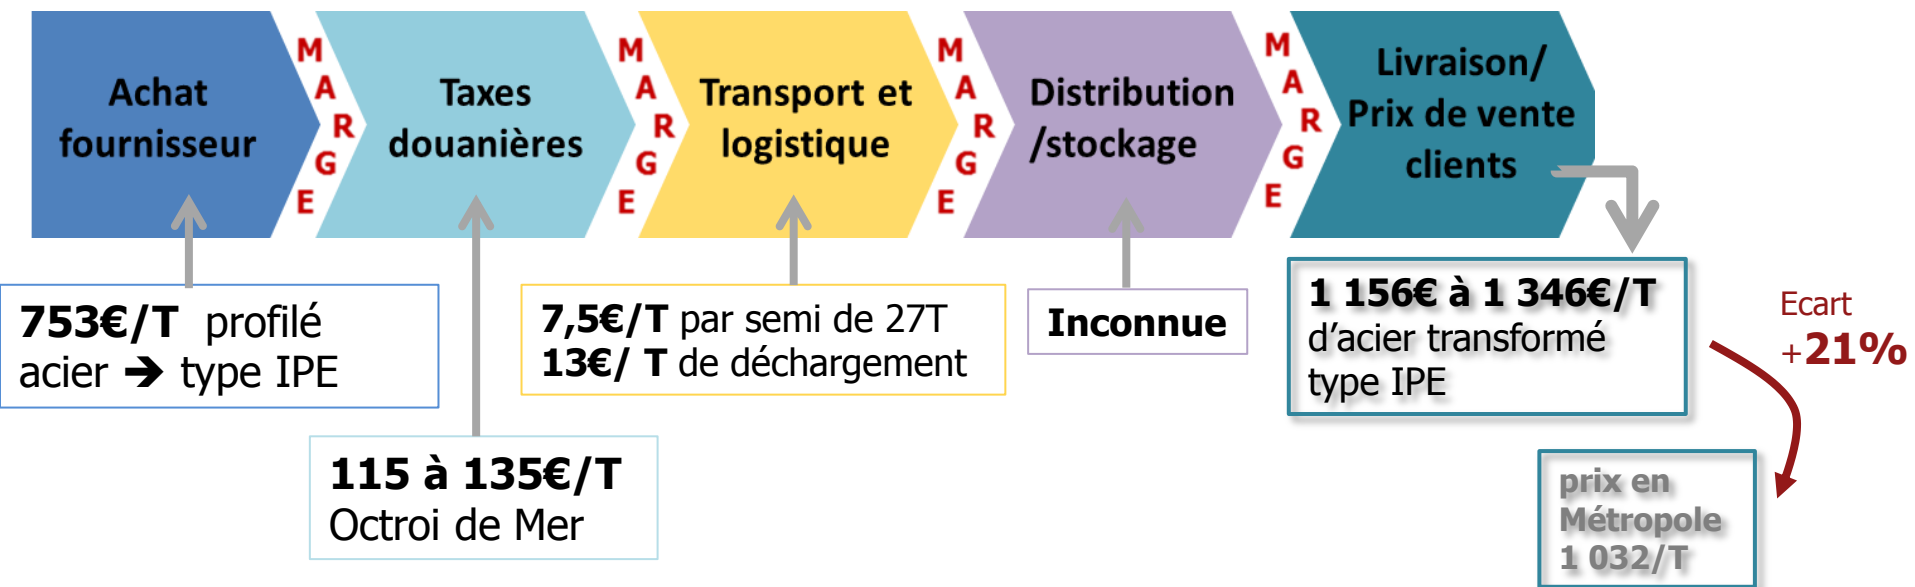 Achat
fournisseur
MARGE
Taxes
douanières
MARGE
Transport et
logistique
MARGE
Distribution
/stockage
MARGE
Livraison/
Prix de vente
clients
753€/T profilé
acier ➔ type IPE
115 à 135€/T
Octroi de Mer
7,5€/T par semi de 27T
13€/ T de déchargement
Inconnue
1 156€ à 1 346€/T
d'acier transformé
type IPE
Ecart
+21%
prix en
Métropole
1 032/T